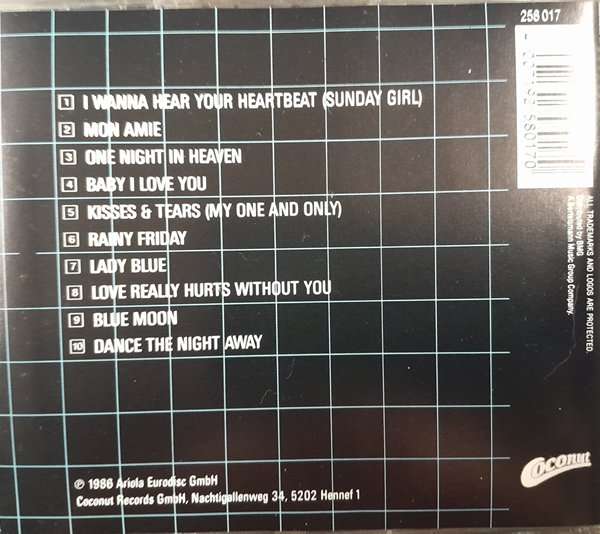 258 017
1 I WANNA HEAR YOUR HEARTBEAT (SUNDAY GIRL)
2 MON AMIE
3 ONE NIGHT IN HEAVEN
4 BABY I LOVE YOU
5 KISSES & TEARS (MY ONE AND ONLY)
6 RAINY FRIDAY
7 LADY BLUE
8 LOVE REALLY HURTS WITHOUT YOU
9 BLUE MOON
10 DANCE THE NIGHT AWAY
580170
ALL TRADEMARKS AND LOGOS ARE PROTECTED.
Distributed by BMG
A Bertelsmann Music Group Company.
Coconut
℗ 1986 Ariola Eurodisc GmbH
Coconut Records GmbH, Nachtigallenweg 34, 5202 Hennef 1